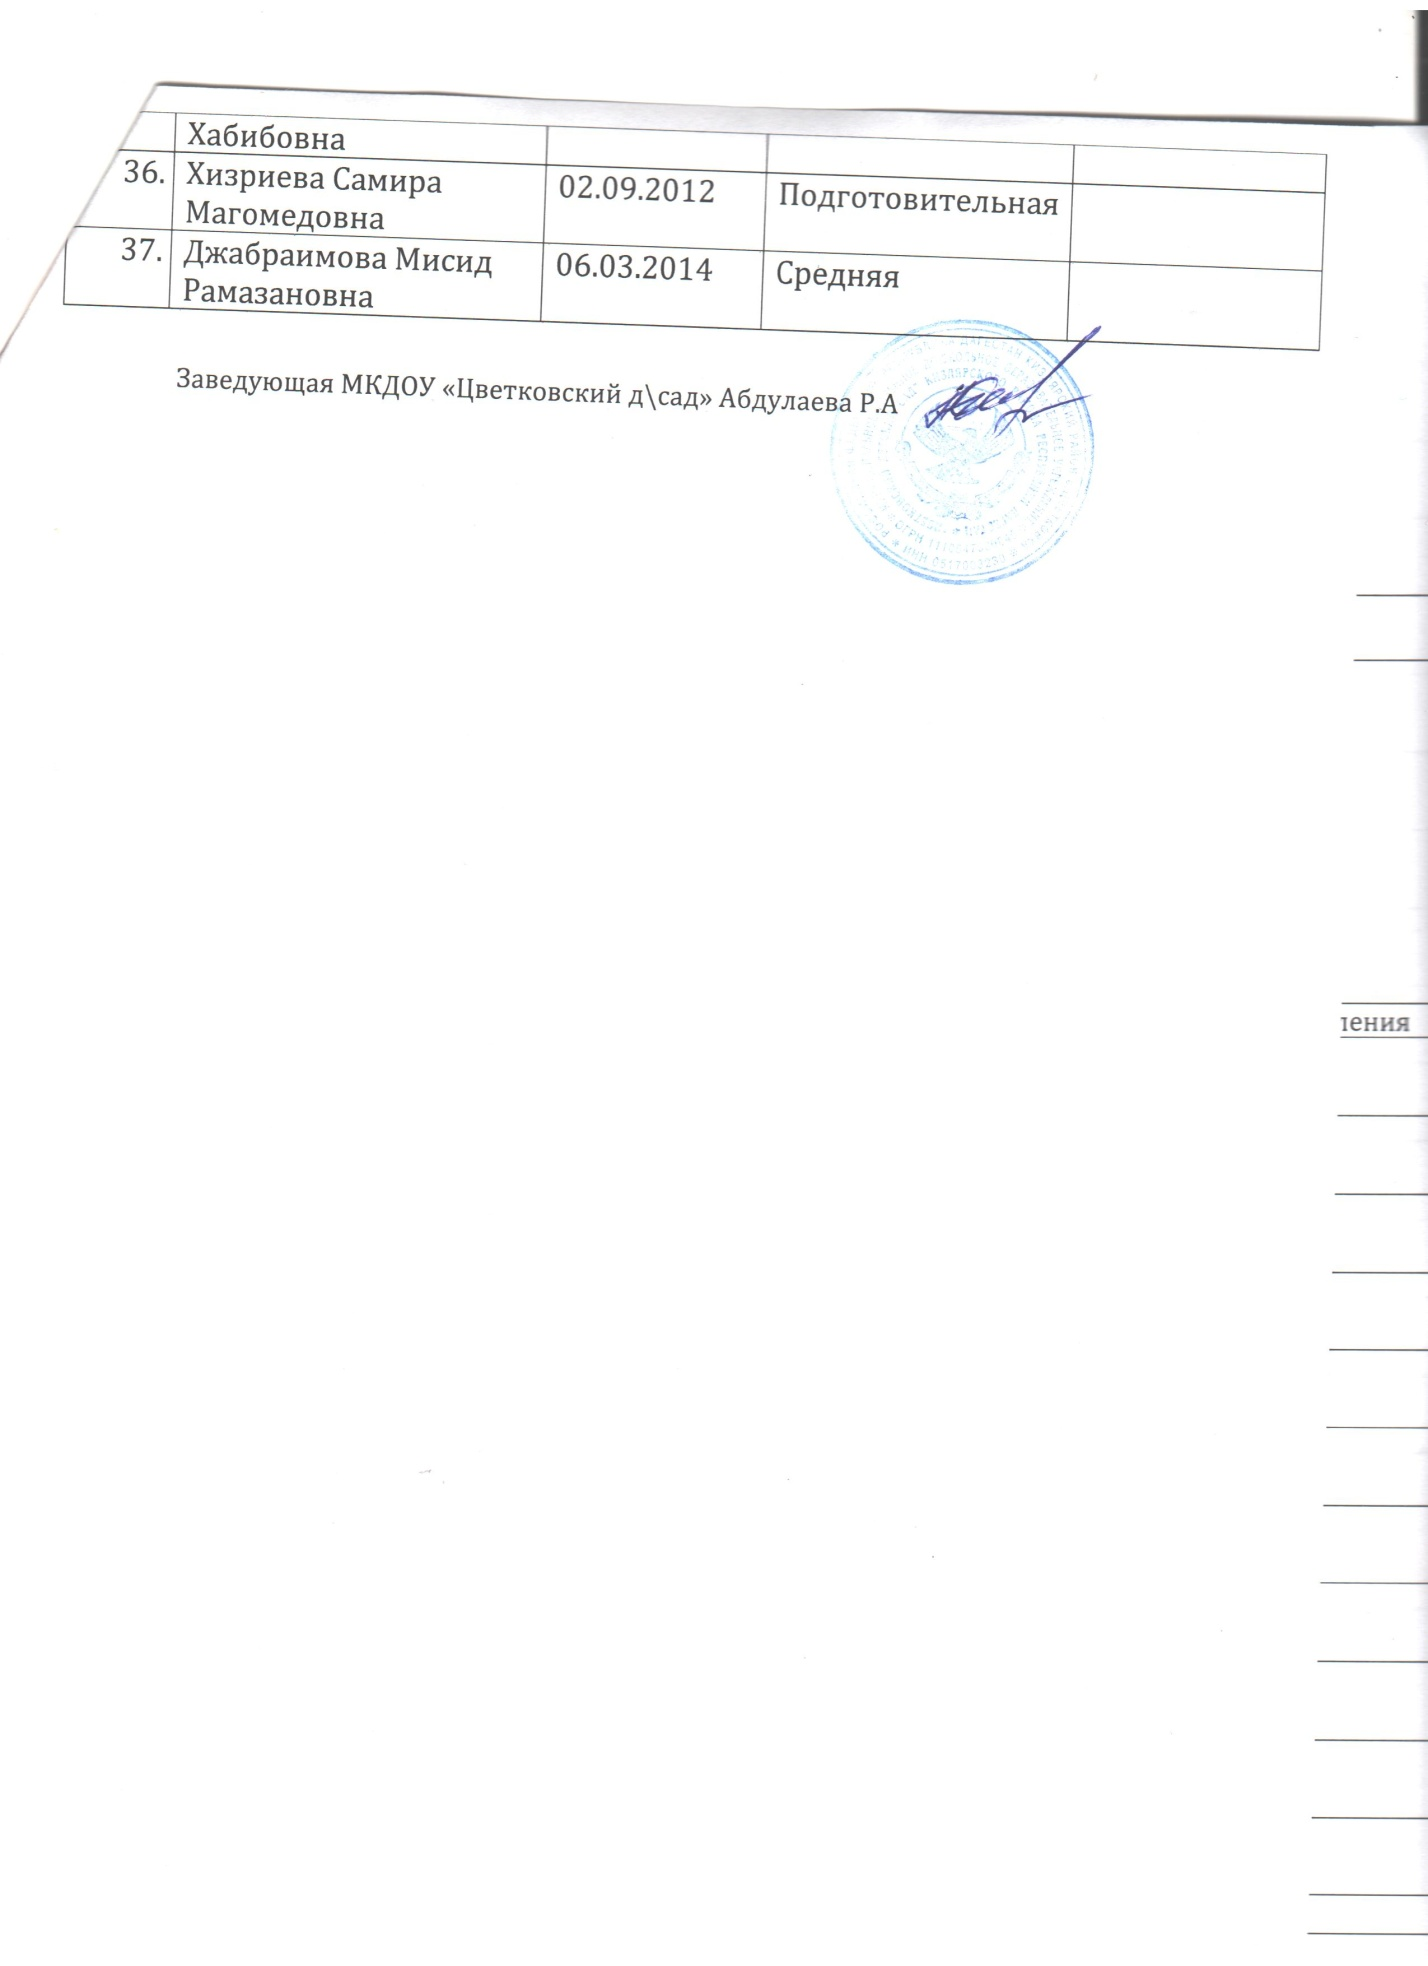 Хабибовна
36. Хизриева Самира 02.09.2012 Подготовительная
Магомедовна
37. Джабраимова Мисид 06.03.2014 Средняя
Рамазановна
Заведующая МКДОУ «Цветковский д\сад» Абдулаева Р.А
ления